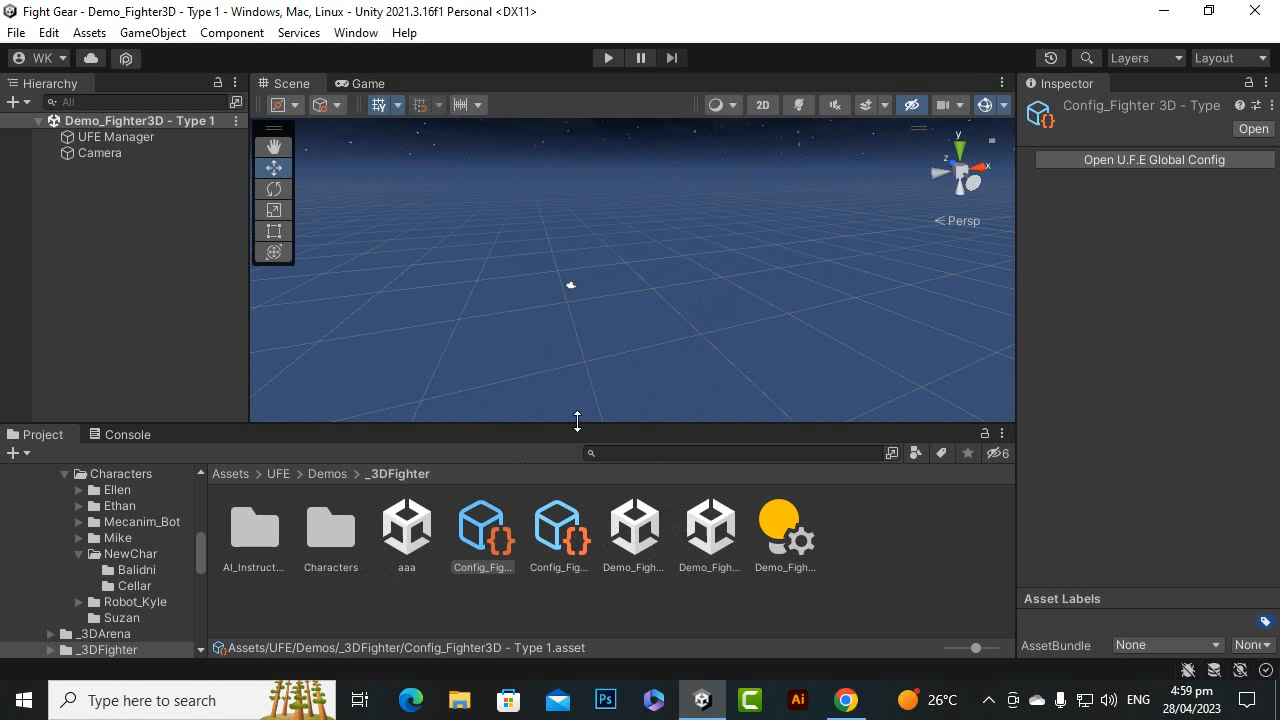 Fight Gear - Demo_Fighter3D - Type 1 - Windows, Mac, Linux - Unity 2021.3.16f1 Personal <DX11>
File Edit Assets GameObject Component Services Window Help
WK Layers Layout
Hierarchy Scene Game Inspector
All 2D Config_Fighter 3D - Type
Demo_Fighter3D - Type 1 Open
UFE Manager
Camera
Open U.F.E Global Config
y
z x
Persp
Project Console
6
Assets > UFE > Demos > _3DFighter
Characters
Ellen
Ethan
Mecanim_Bot
Mike
NewChar
Balidni
Cellar
Robot_Kyle
Suzan
_3DArena
_3DFighter
AI_Instruct... Characters aaa Config_Fig... Config_Fig... Demo_Figh... Demo_Figh... Demo_Figh...
Assets/UFE/Demos/_3DFighter/Config_Fighter3D - Type 1.asset
Asset Labels
AssetBundle None None
Type here to search
Ps Ai 26°C ENG
4:59 pm
28/04/2023